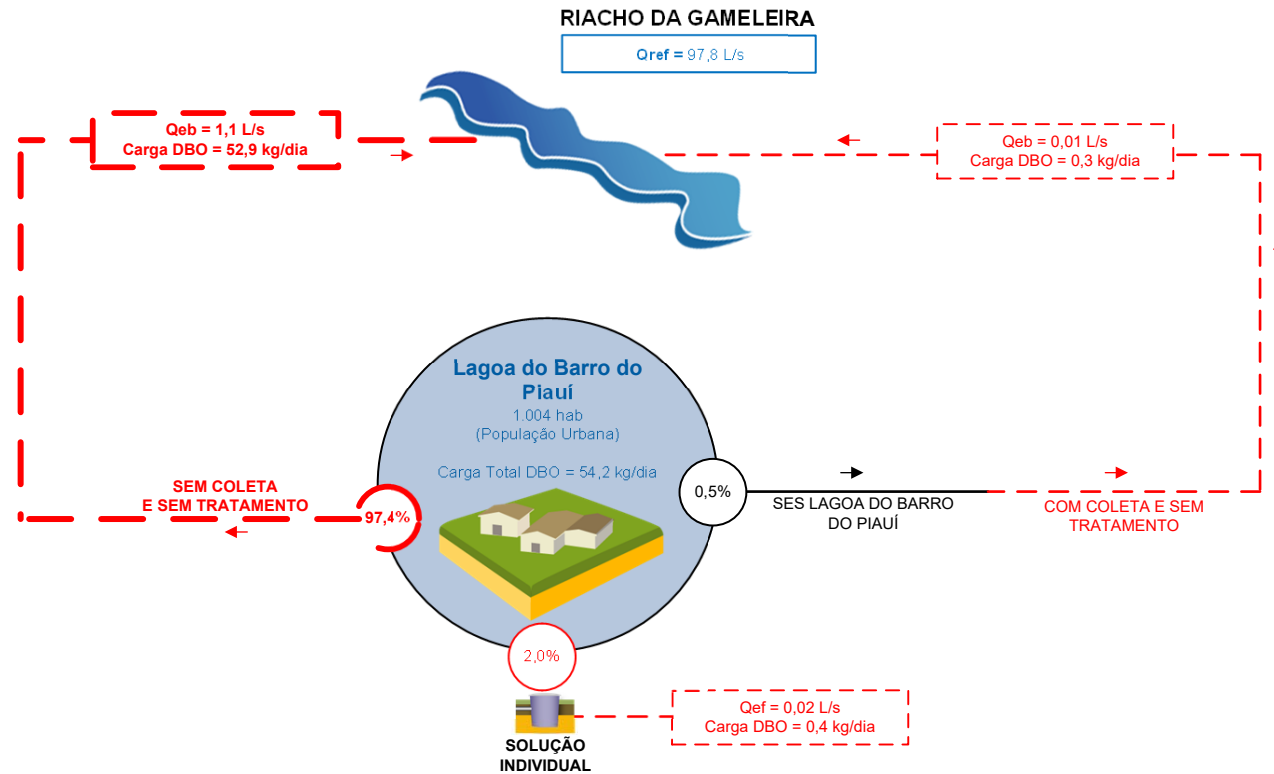 RIACHO DA GAMELEIRA
Qref = 97,8 L/s
Qeb = 1,1 L/s
Carga DBO = 52,9 kg/dia
Qeb = 0,01 L/s
Carga DBO = 0,3 kg/dia
Lagoa do Barro do
Piauí
1.004 hab
(População Urbana)
Carga Total DBO = 54,2 kg/dia
SEM COLETA
E SEM TRATAMENTO
97,4%
0,5%
SES LAGOA DO BARRO
DO PIAUÍ
COM COLETA E SEM
TRATAMENTO
2,0%
Qef = 0,02 L/s
Carga DBO = 0,4 kg/dia
SOLUÇÃO
INDIVIDUAL